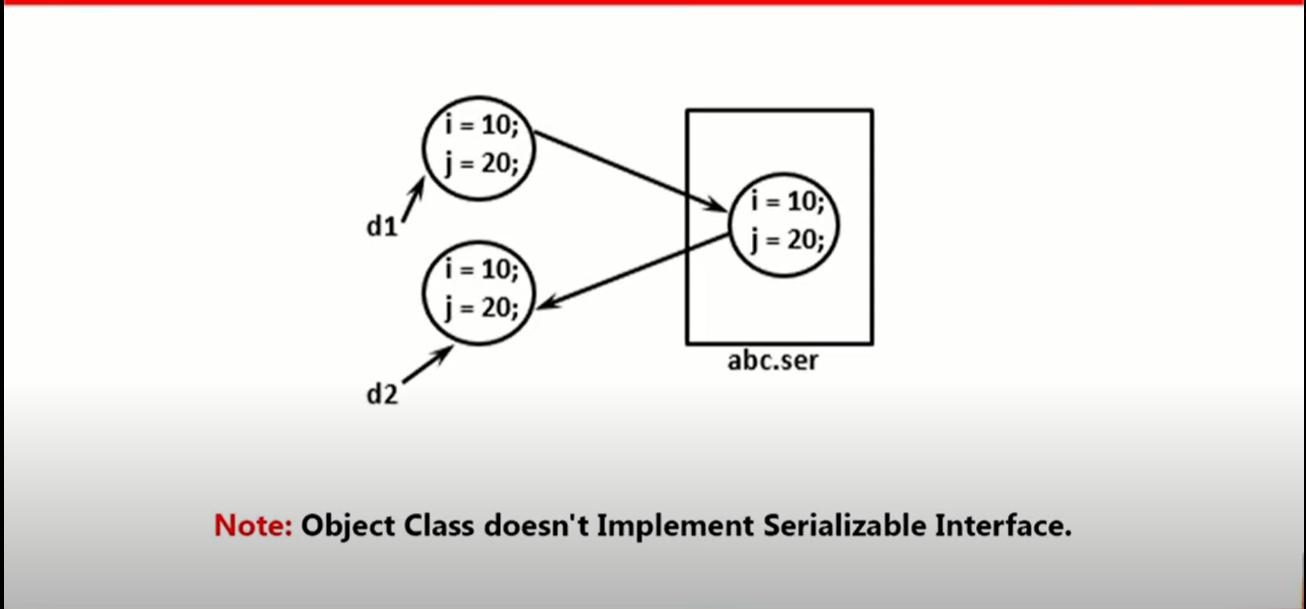 i = 10;
j = 20;
d1
i = 10;
j = 20;
abc.ser
i = 10;
j = 20;
d2
Note: Object Class doesn't Implement Serializable Interface.